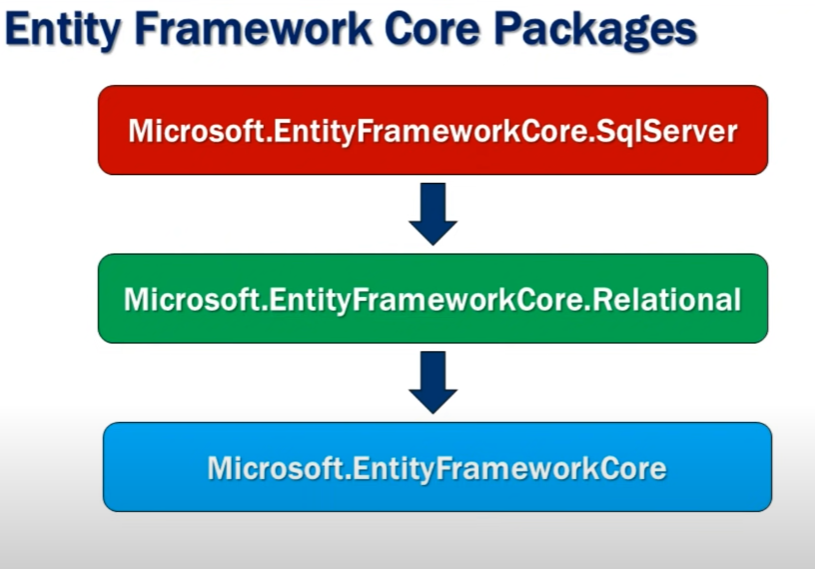 Entity Framework Core Packages
Microsoft.EntityFrameworkCore.SqlServer
Microsoft.EntityFrameworkCore.Relational
Microsoft.EntityFrameworkCore